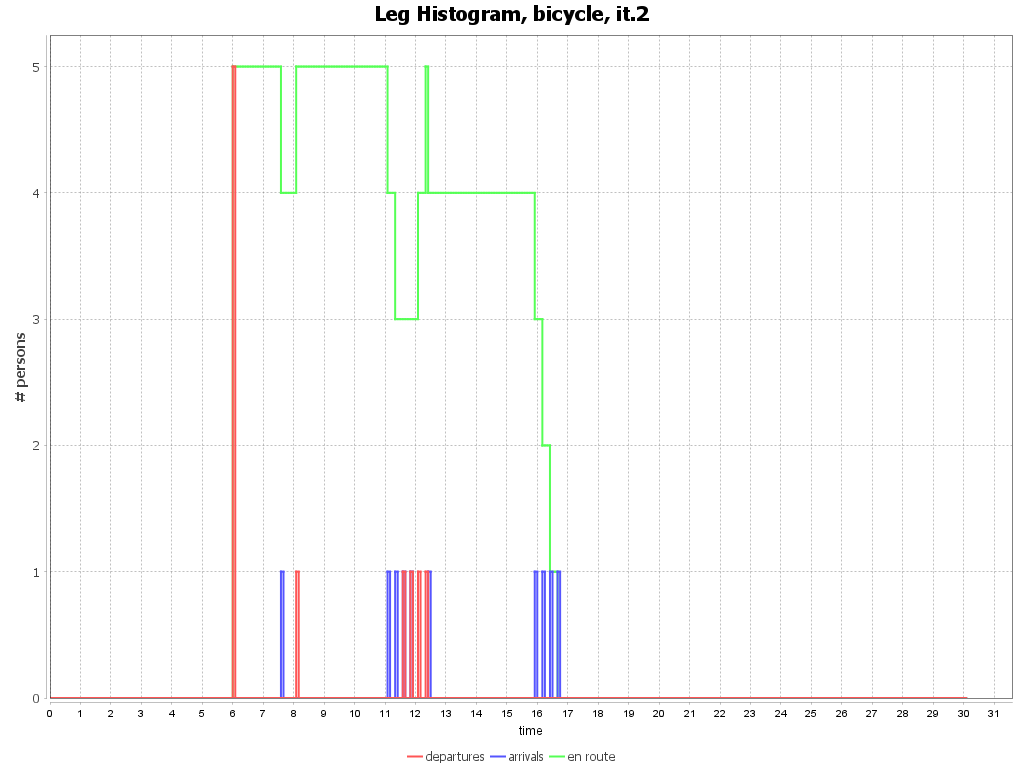 Leg Histogram, bicycle, it.2
# persons
5
4
3
2
1
0
0 1 2 3 4 5 6 7 8 9 10 11 12 13 14 15 16 17 18 19 20 21 22 23 24 25 26 27 28 29 30 31
time
departures arrivals en route